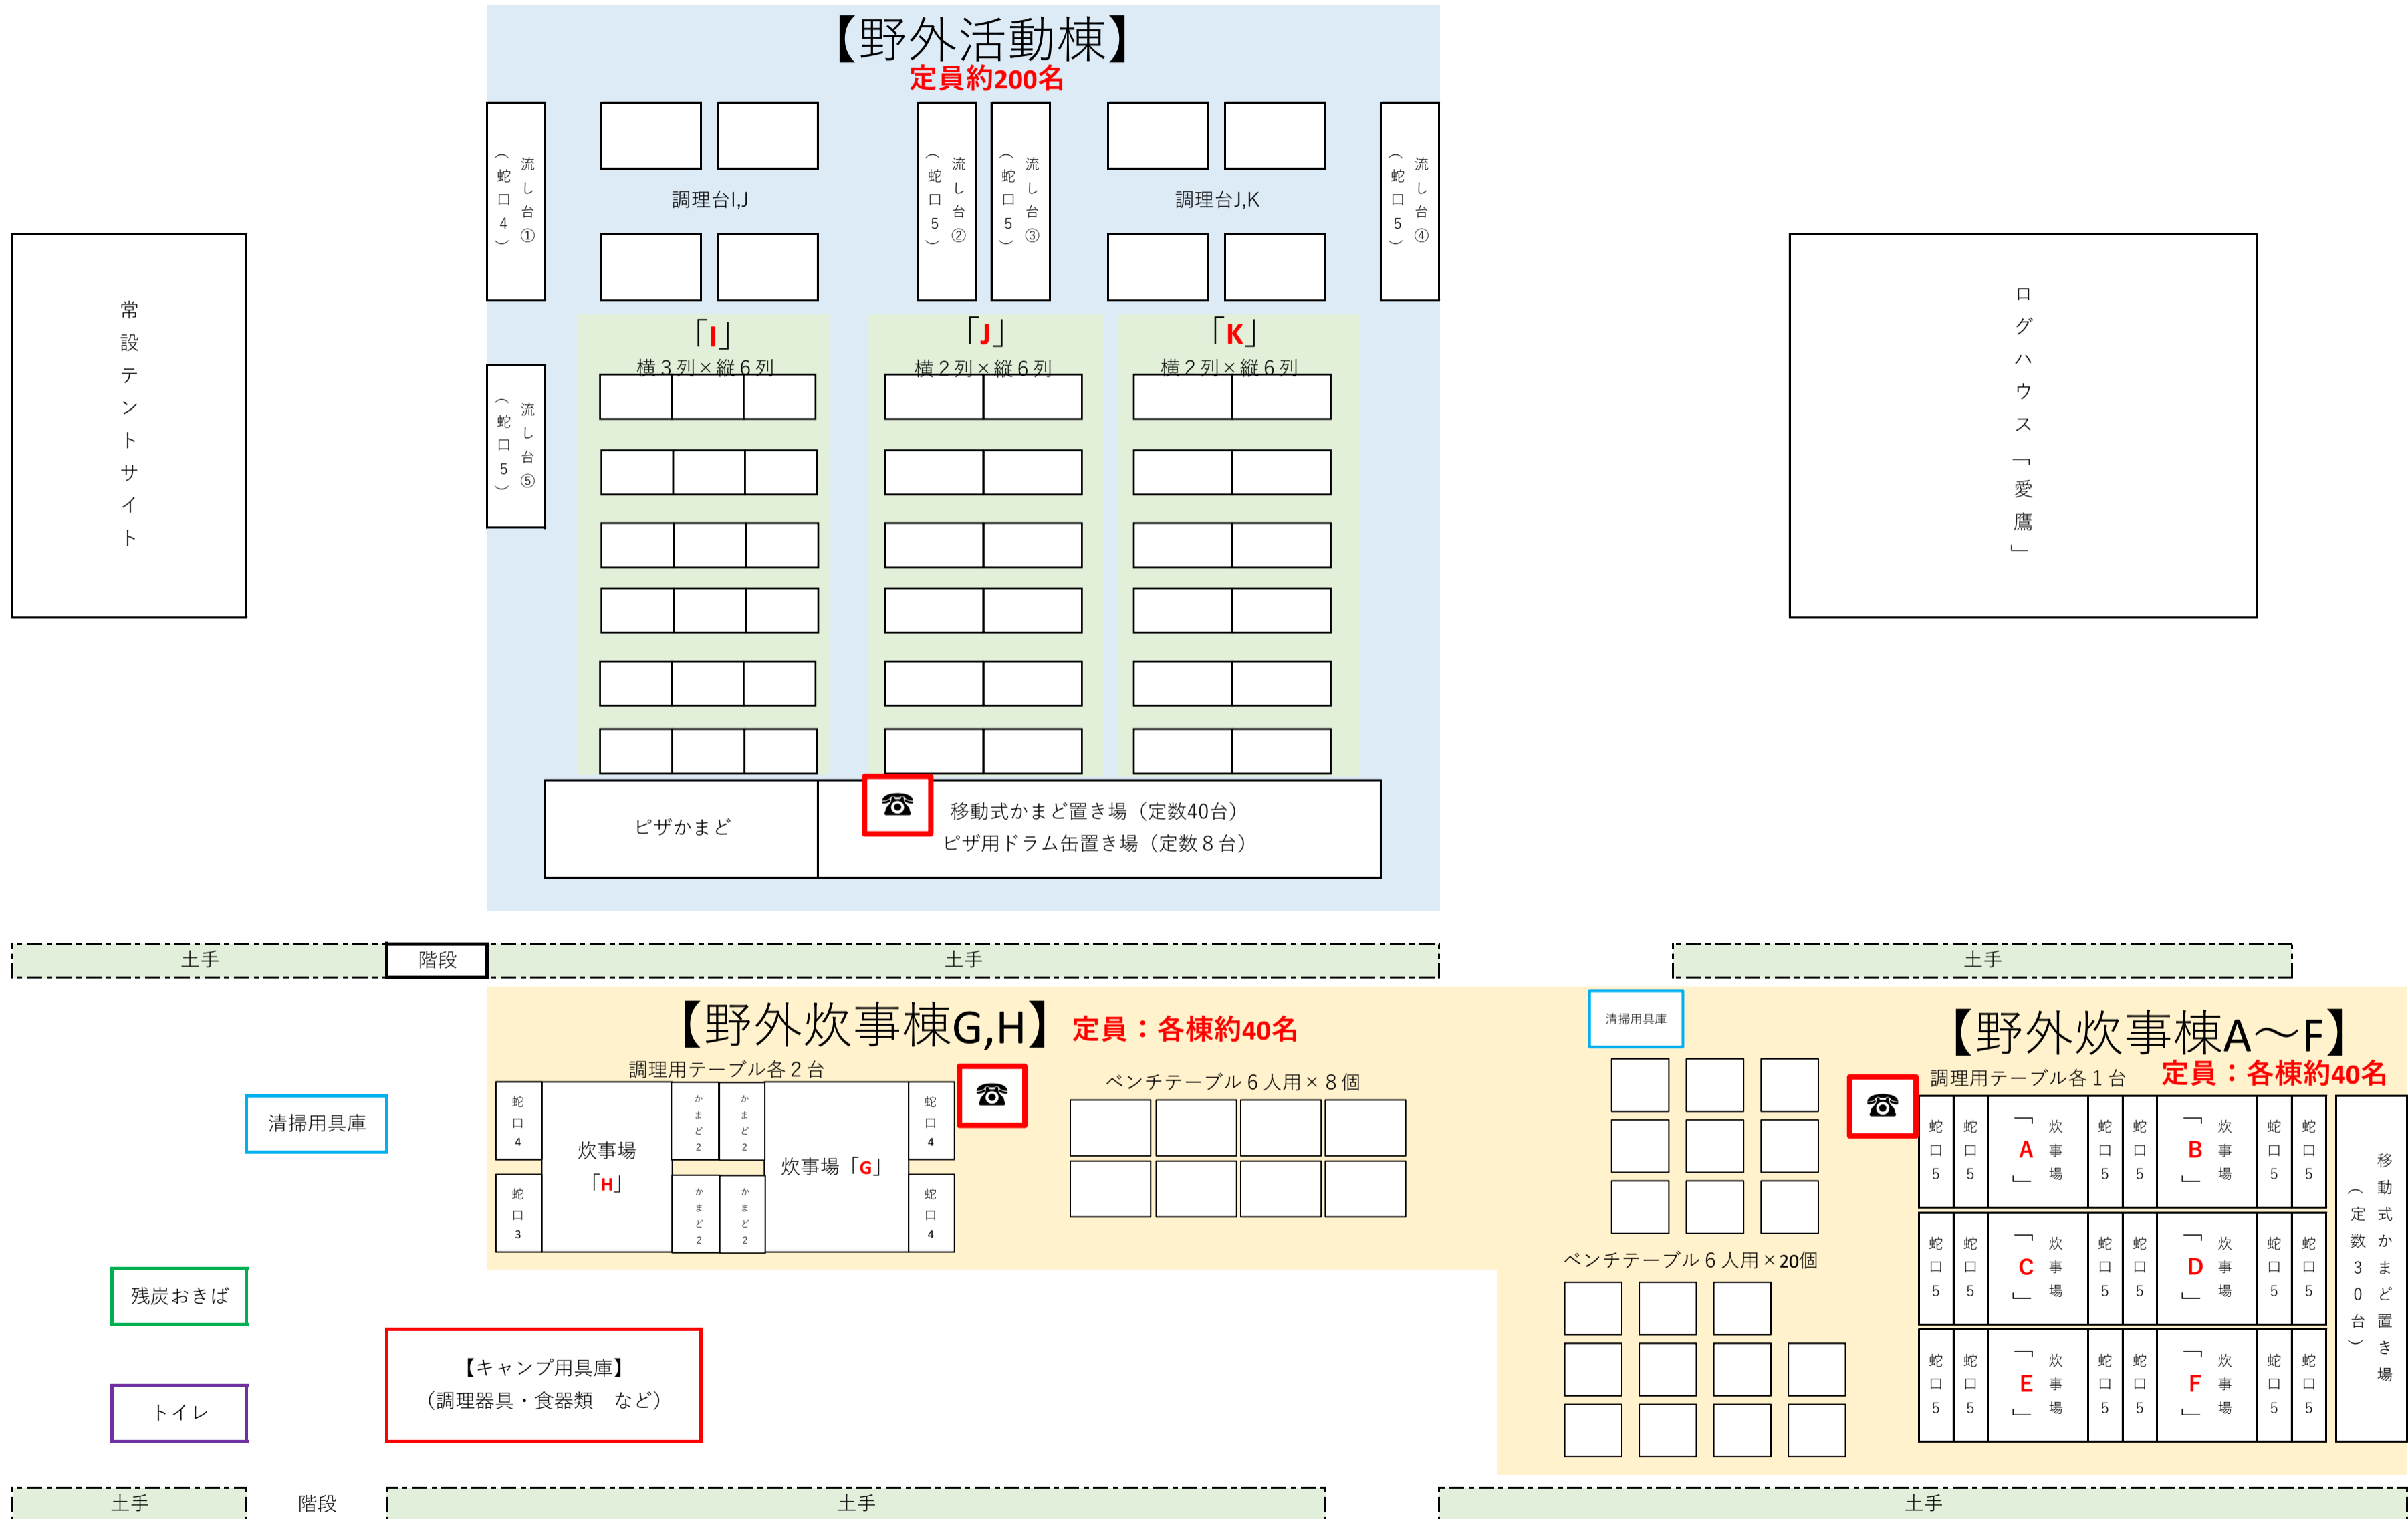 【野外活動棟】
定員約200名
流し台①
（蛇口4）
調理台I,J
流し台②
（蛇口5）
流し台③
（蛇口5）
調理台J,K
流し台④
（蛇口5）
常設テントサイト
ログハウス「愛鷹」
「I」
横３列×縦６列
「J」
横２列×縦６列
「K」
横２列×縦６列
流し台⑤
（蛇口5）
ピザかまど
☎
移動式かまど置き場（定数40台）
ピザ用ドラム缶置き場（定数８台）
土手
階段
土手
土手
【野外炊事棟G,H】
定員：各棟約40名
調理用テーブル各２台
☎
蛇口4
蛇口3
炊事場
「H」
かまど2
かまど2
かまど2
かまど2
炊事場「G」
蛇口4
蛇口4
ベンチテーブル６人用×８個
清掃用具庫
【野外炊事棟A～F】
定員：各棟約40名
調理用テーブル各１台
☎
蛇口5
蛇口5
炊事場
「A」
蛇口5
蛇口5
炊事場
「B」
蛇口5
蛇口5
蛇口5
蛇口5
炊事場
「C」
蛇口5
蛇口5
炊事場
「D」
蛇口5
蛇口5
蛇口5
蛇口5
炊事場
「E」
蛇口5
蛇口5
炊事場
「F」
蛇口5
蛇口5
移動式かまど置き場
（定数30台）
ベンチテーブル６人用×20個
清掃用具庫
残炭おきば
トイレ
【キャンプ用具庫】
（調理器具・食器類　など）
土手
階段
土手
土手